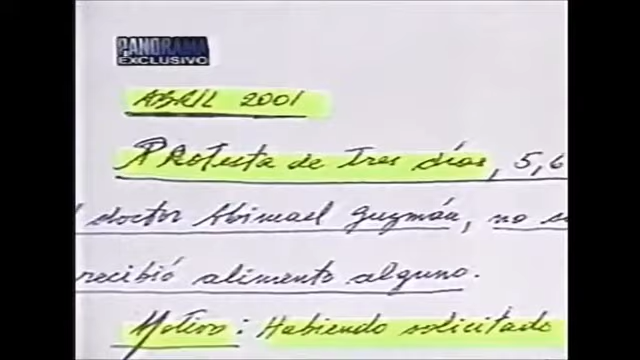 PANORAMA
EXCLUSIVO
ABRIL 2001
Protesta de Tres días, 5,6
doctor Abimael Guzmán, no
recibió alimento alguno.
Motivo: Habiendo solicitado